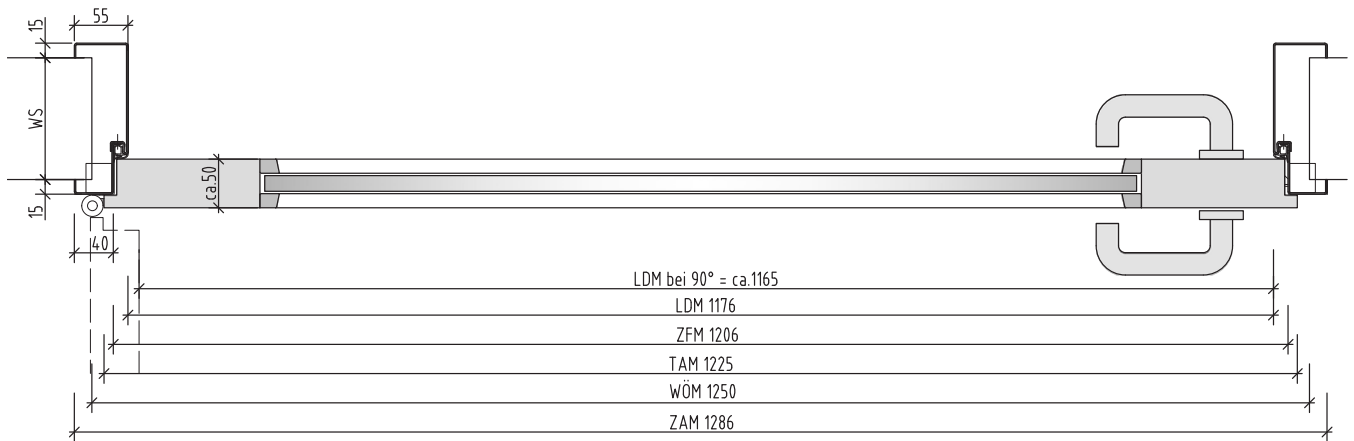 55
15
WS
ca.50
15
40
LDM bei 90° = ca.1165
LDM 1176
ZFM 1206
TAM 1225
WÖM 1250
ZAM 1286